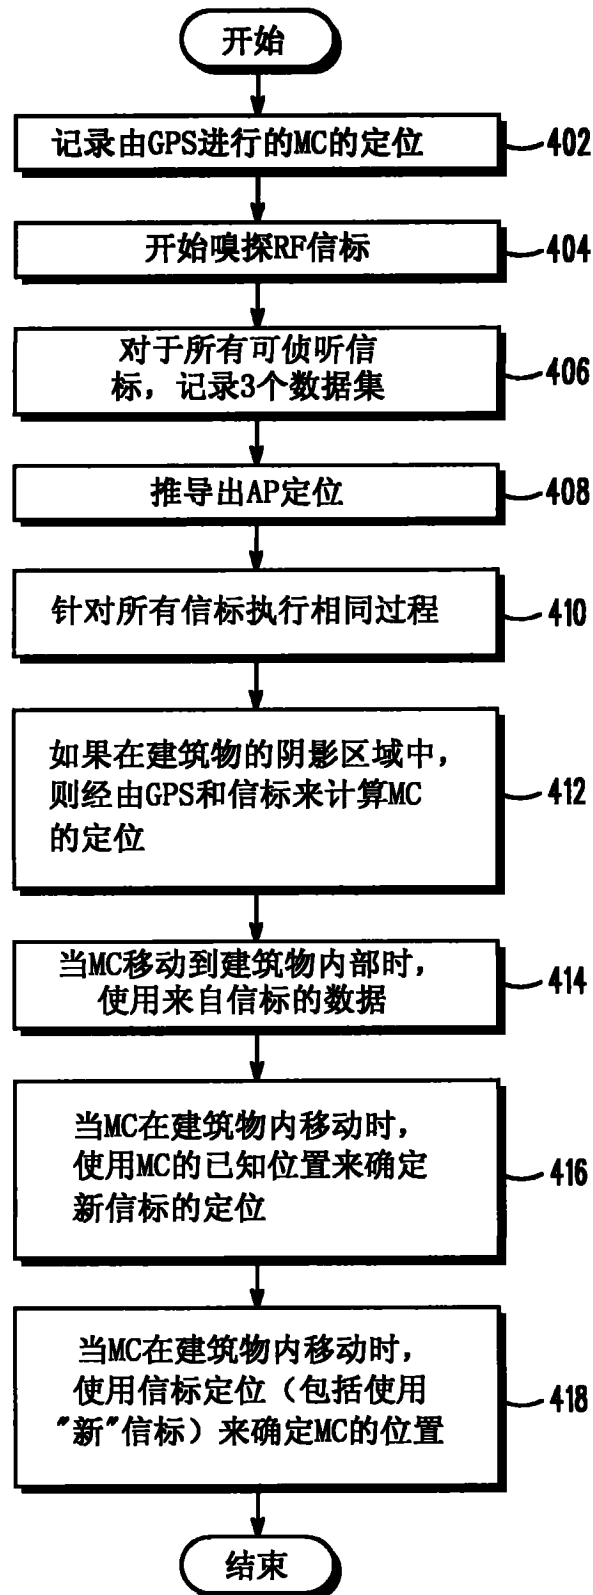 开始
记录由GPS进行的MC的定位
402
开始嗅探RF信标
404
对于所有可侦听信
标，记录3个数据集
406
推导出AP定位
408
针对所有信标执行相同过程
410
如果在建筑物的阴影区域中，
则经由GPS和信标来计算MC
的定位
412
当MC移动到建筑物内部时，
使用来自信标的数据
414
当MC在建筑物内移动时，
使用MC的已知位置来确定
新信标的定位
416
当MC在建筑物内移动时，
使用信标定位（包括使用
"新"信标）来确定MC的位置
418
结束